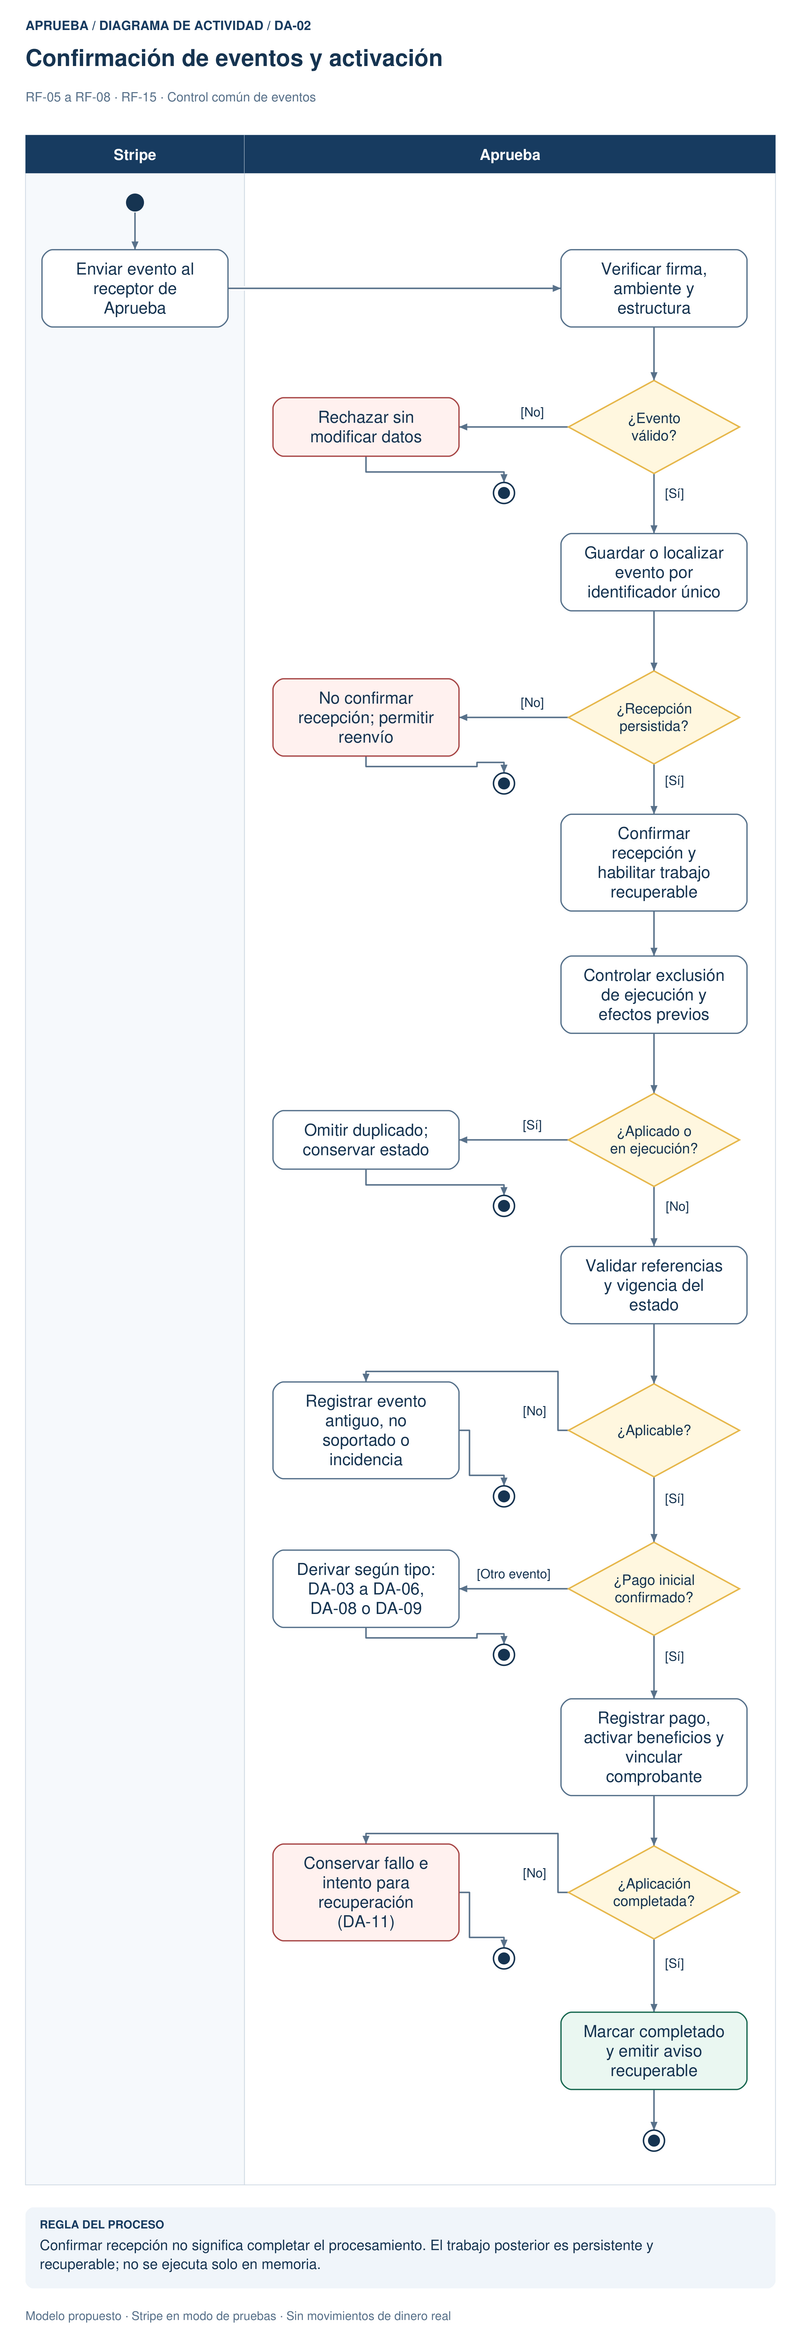 APRUEBA / DIAGRAMA DE ACTIVIDAD / DA-02
Confirmación de eventos y activación
RF-05 a RF-08 · RF-15 · Control común de eventos
Stripe
Aprueba
Enviar evento al
receptor de
Aprueba
Verificar firma,
ambiente y
estructura
¿Evento
válido?
[No]
Rechazar sin
modificar datos
[Sí]
Guardar o localizar
evento por
identificador único
¿Recepción
persistida?
[No]
No confirmar
recepción; permitir
reenvío
[Sí]
Confirmar
recepción y
habilitar trabajo
recuperable
Controlar exclusión
de ejecución y
efectos previos
¿Aplicado o
en ejecución?
[Sí]
Omitir duplicado;
conservar estado
[No]
Validar referencias
y vigencia del
estado
¿Aplicable?
[No]
Registrar evento
antiguo, no
soportado o
incidencia
[Sí]
¿Pago inicial
confirmado?
[Otro evento]
Derivar según tipo:
DA-03 a DA-06,
DA-08 o DA-09
[Sí]
Registrar pago,
activar beneficios y
vincular
comprobante
¿Aplicación
completada?
[No]
Conservar fallo e
intento para
recuperación
(DA-11)
[Sí]
Marcar completado
y emitir aviso
recuperable
REGLA DEL PROCESO
Confirmar recepción no significa completar el procesamiento. El trabajo posterior es persistente y
recuperable; no se ejecuta solo en memoria.
Modelo propuesto · Stripe en modo de pruebas · Sin movimientos de dinero real